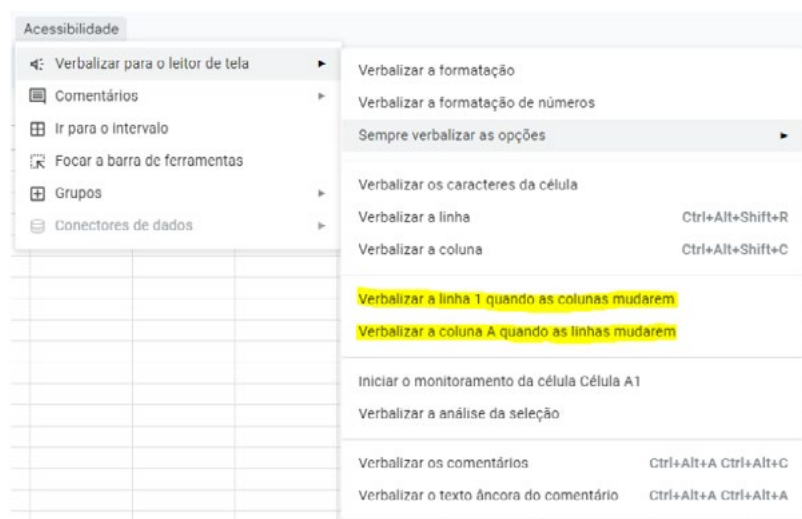 Acessibilidade
Verbalizar para o leitor de tela
Comentários
Ir para o intervalo
Focar a barra de ferramentas
Grupos
Conectores de dados
Verbalizar a formatação
Verbalizar a formatação de números
Sempre verbalizar as opções
Verbalizar os caracteres da célula
Verbalizar a linha Ctrl+Alt+Shift+R
Verbalizar a coluna Ctrl+Alt+Shift+C
Verbalizar a linha 1 quando as colunas mudarem
Verbalizar a coluna A quando as linhas mudarem
Iniciar o monitoramento da célula Célula A1
Verbalizar a análise da seleção
Verbalizar os comentários Ctrl+Alt+A Ctrl+Alt+C
Verbalizar o texto âncora do comentário Ctrl+Alt+A Ctrl+Alt+A